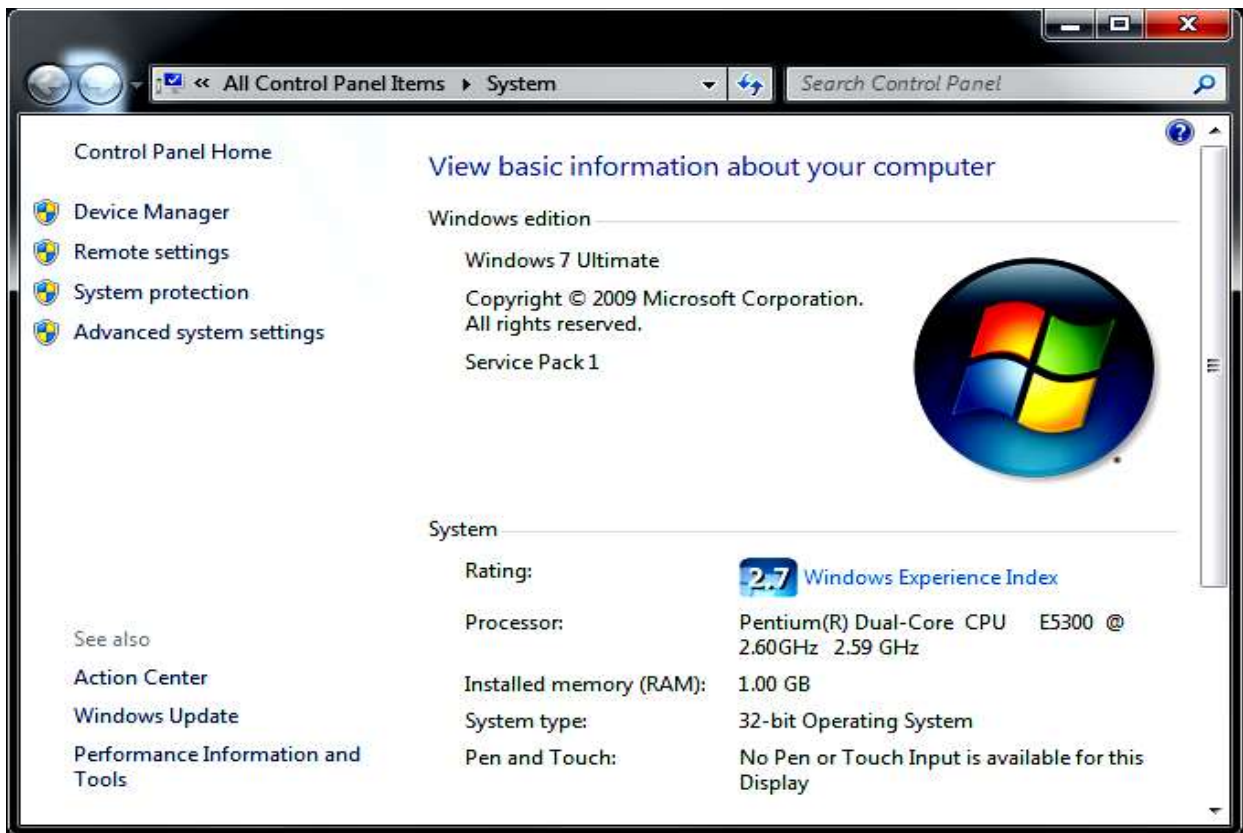 « All Control Panel Items ▸ System
Search Control Panel
Control Panel Home
Device Manager
Remote settings
System protection
Advanced system settings
See also
Action Center
Windows Update
Performance Information and
Tools
View basic information about your computer
Windows edition
Windows 7 Ultimate
Copyright © 2009 Microsoft Corporation.
All rights reserved.
Service Pack 1
System
Rating:
2.7 Windows Experience Index
Processor:
Pentium(R) Dual-Core CPU E5300 @
2.60GHz 2.59 GHz
Installed memory (RAM):
1.00 GB
System type:
32-bit Operating System
Pen and Touch:
No Pen or Touch Input is available for this
Display